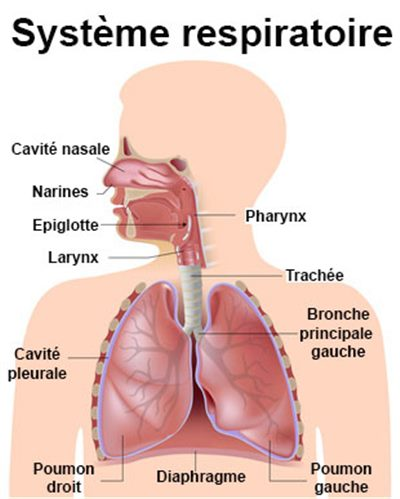 Système respiratoire
Cavité nasale
Narines
Epiglotte
Pharynx
Larynx
Trachée
Bronche
principale
gauche
Cavité
pleurale
Poumon
droit
Diaphragme
Poumon
gauche